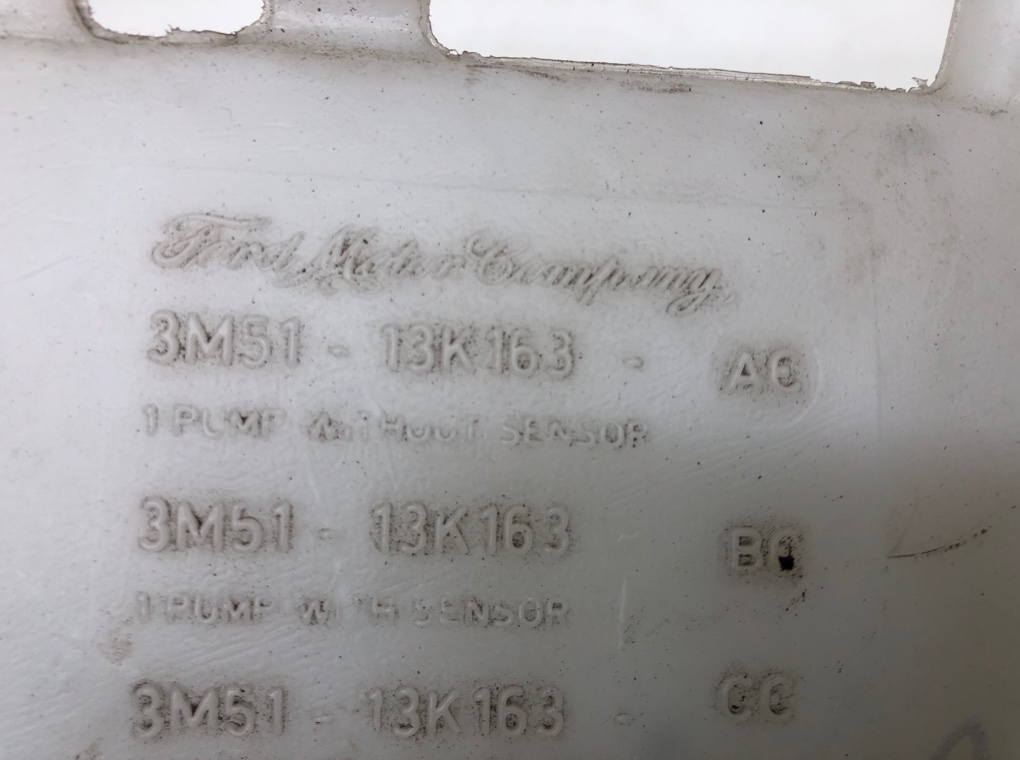 Ford Motor Company
3M51 - 13K163 - AC
1 PUMP WITHOUT SENSOR
3M51 - 13K163 - BC
1 PUMP WITH SENSOR
3M51 - 13K163 - CC